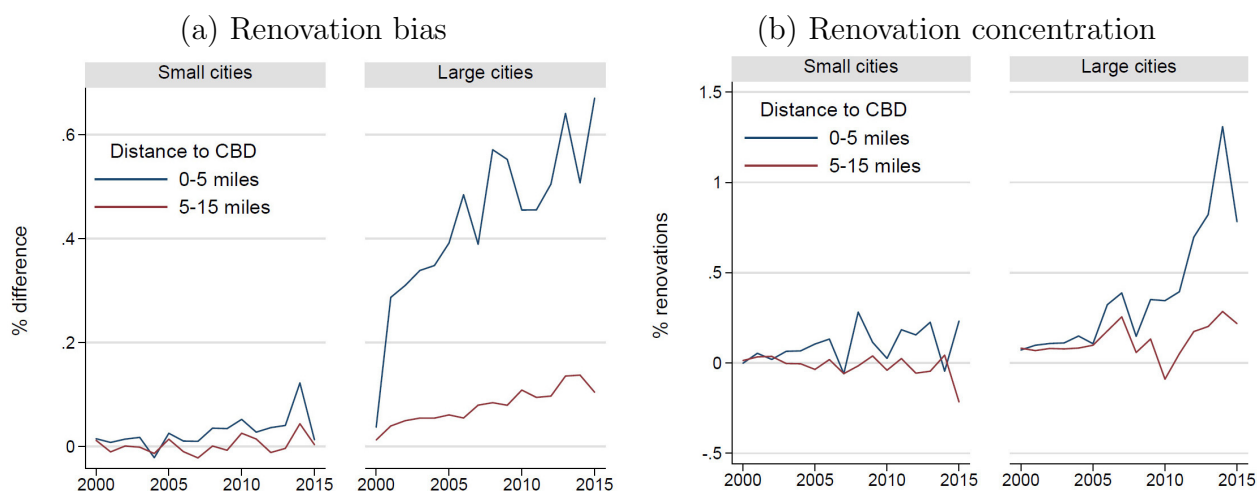 (a) Renovation bias
Small cities
Large cities
% difference
.6
.4
.2
0
Distance to CBD
0-5 miles
5-15 miles
2000 2005 2010 2015
2000 2005 2010 2015
(b) Renovation concentration
Small cities
Large cities
% renovations
1.5
1
.5
0
-.5
Distance to CBD
0-5 miles
5-15 miles
2000 2005 2010 2015
2000 2005 2010 2015